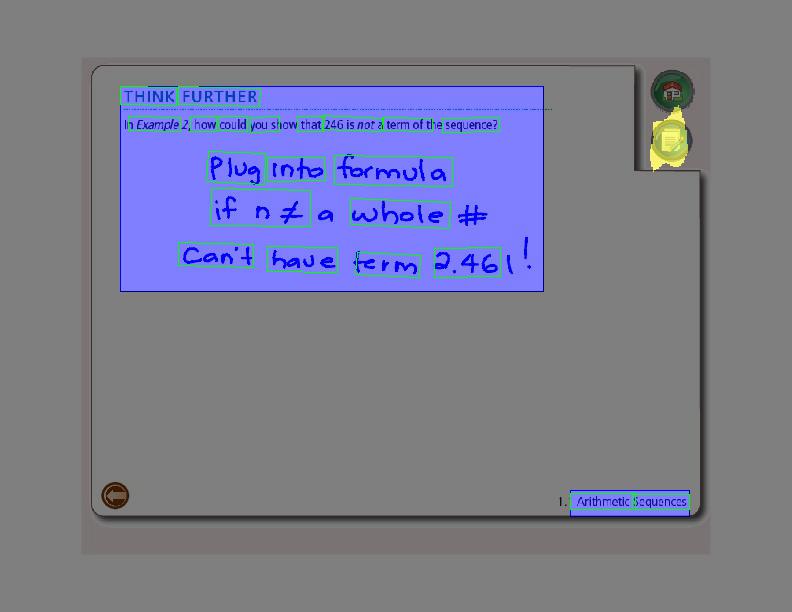 THINK FURTHER
In Example 2, how could you show that 246 is not a term of the sequence?
Plug into formula
if n ≠ a whole #
Can't have term 2.461!
1. Arithmetic Sequences